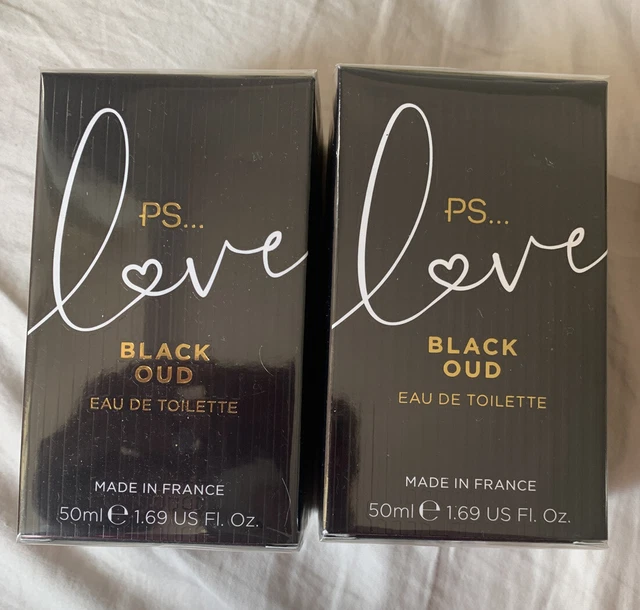 PS...
love
BLACK
OUD
EAU DE TOILETTE
MADE IN FRANCE
50ml ℮ 1.69 US Fl. Oz.
PS...
love
BLACK
OUD
EAU DE TOILETTE
MADE IN FRANCE
50ml ℮ 1.69 US Fl. Oz.